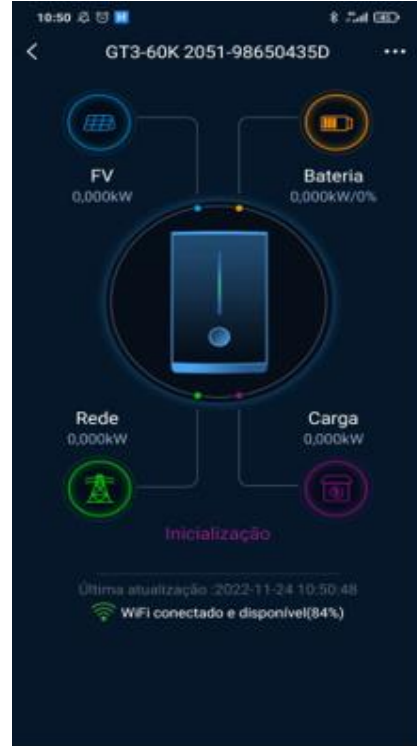 10:50
GT3-60K 2051-98650435D
FV
0,000kW
Bateria
0,000kW/0%
Rede
0,000kW
Carga
0,000kW
Inicialização
Última atualização :2022-11-24 10:50:48
WiFi conectado e disponível(84%)